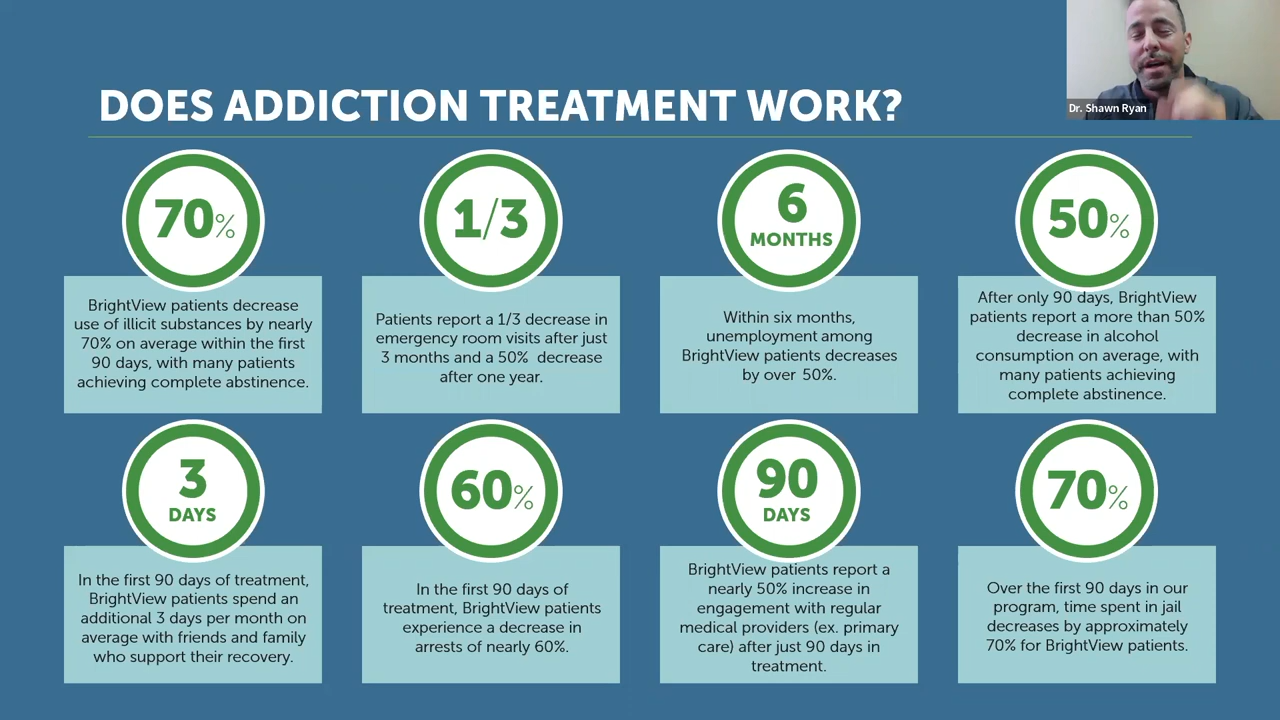 DOES ADDICTION TREATMENT WORK?
Dr. Shawn Ryan
70%
BrightView patients decrease
use of illicit substances by nearly
70% on average within the first
90 days, with many patients
achieving complete abstinence.
1/3
Patients report a 1/3 decrease in
emergency room visits after just
3 months and a 50% decrease
after one year.
6
MONTHS
Within six months,
unemployment among
BrightView patients decreases
by over 50%.
50%
After only 90 days, BrightView
patients report a more than 50%
decrease in alcohol
consumption on average, with
many patients achieving
complete abstinence.
3
DAYS
In the first 90 days of treatment,
BrightView patients spend an
additional 3 days per month on
average with friends and family
who support their recovery.
60%
In the first 90 days of
treatment, BrightView patients
experience a decrease in
arrests of nearly 60%.
90
DAYS
BrightView patients report a
nearly 50% increase in
engagement with regular
medical providers (ex. primary
care) after just 90 days in
treatment.
70%
Over the first 90 days in our
program, time spent in jail
decreases by approximately
70% for BrightView patients.